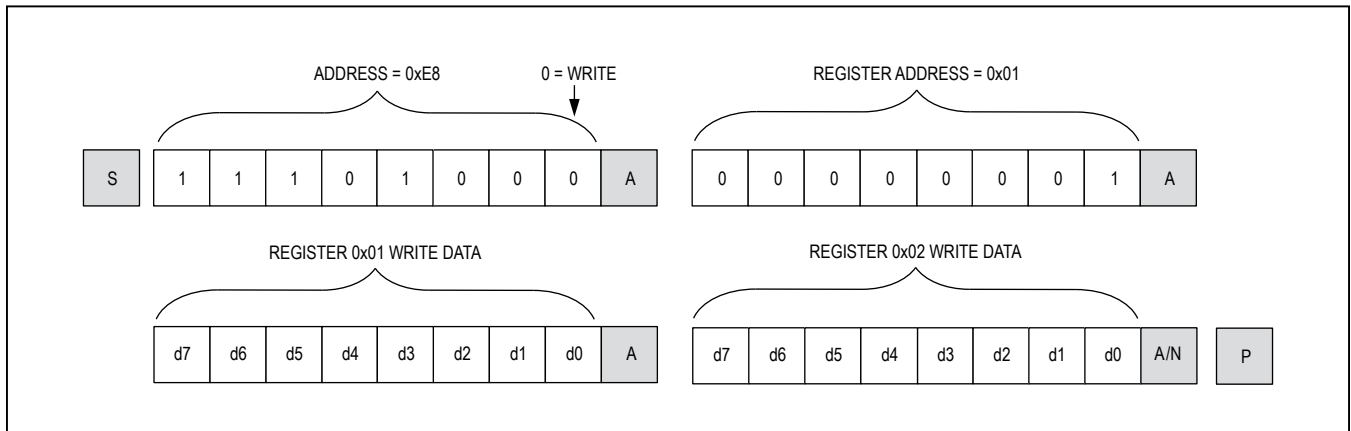 ADDRESS = 0xE8 0 = WRITE REGISTER ADDRESS = 0x01
S 1 1 1 0 1 0 0 0 A 0 0 0 0 0 0 0 1 A
REGISTER 0x01 WRITE DATA REGISTER 0x02 WRITE DATA
d7 d6 d5 d4 d3 d2 d1 d0 A d7 d6 d5 d4 d3 d2 d1 d0 A/N P